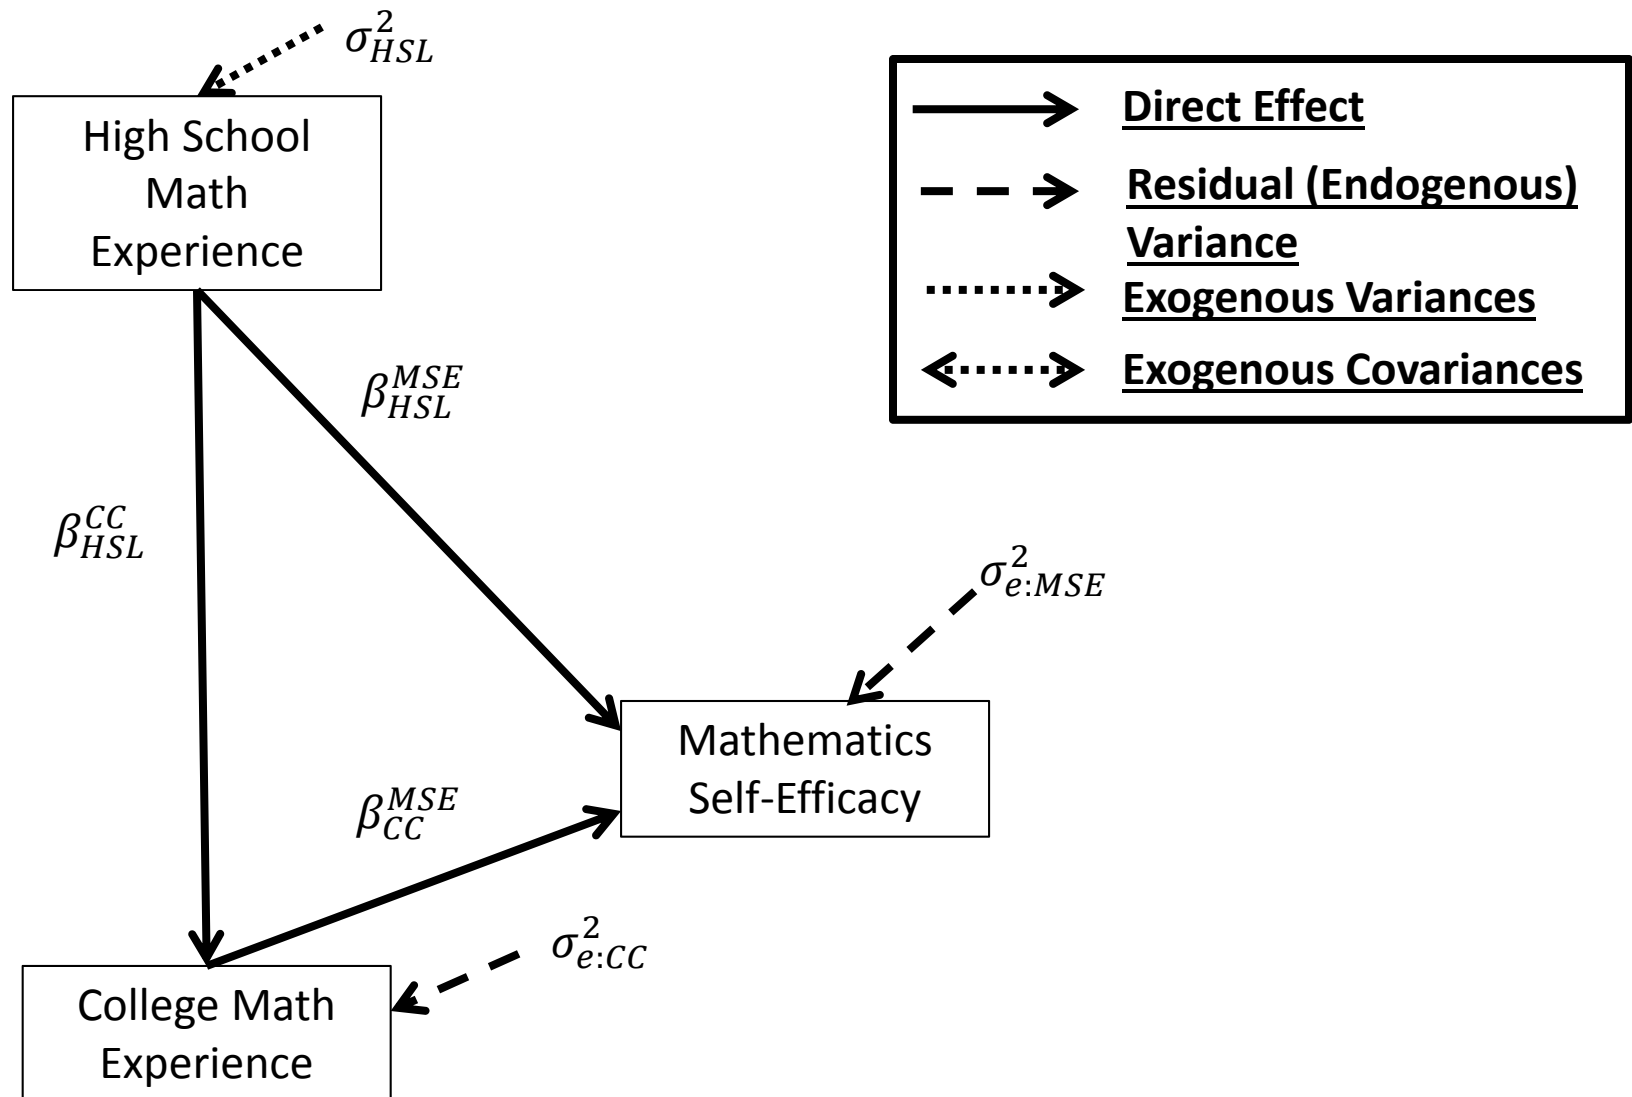 σ²_HSL
High School
Math
Experience
Direct Effect
Residual (Endogenous)
Variance
Exogenous Variances
Exogenous Covariances
β^MSE_HSL
β^CC_HSL
σ²_e:MSE
Mathematics
Self-Efficacy
β^MSE_CC
σ²_e:CC
College Math
Experience